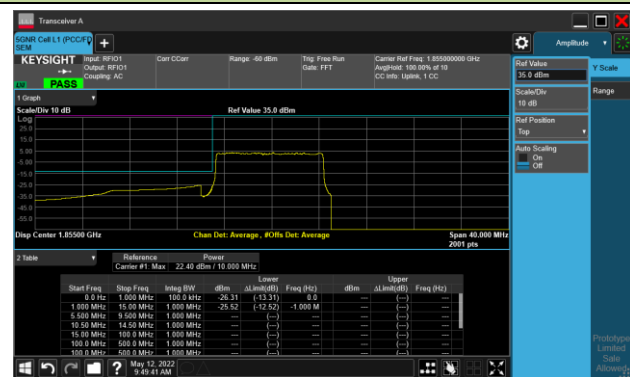 Transceiver A
5GNR Cell L1 (PCC/FD
SEM
+
Amplitude
KEYSIGHT
Input: RFIO1
Output: RFIO1
Coupling: AC
Corr CCorr
Range: -60 dBm
Trig: Free Run
Gate: FFT
Carrier Ref Freq: 1.855000000 GHz
Avg|Hold: 100.00% of 10
CC Info: Uplink, 1 CC
PASS
Ref Value
35.0 dBm
Y Scale
Scale/Div
10 dB
Range
Ref Position
Top
Auto Scaling
On
Off
1 Graph
Scale/Div 10 dB
Ref Value 35.0 dBm
Log
25.0
15.0
5.00
-5.00
-15.0
-25.0
-35.0
-45.0
-55.0
Disp Center 1.85500 GHz
Chan Det: Average , #Offs Det: Average
Span 40.000 MHz
2001 pts
2 Table
Reference Power
Carrier #1: Max 22.40 dBm / 10.000 MHz
Lower Upper
Start Freq Stop Freq Integ BW dBm ΔLimit(dB) Freq (Hz) dBm ΔLimit(dB) Freq (Hz)
0.0 Hz 1.000 MHz 100.0 kHz -26.31 (-13.31) 0.0 — (---) —
1.000 MHz 15.00 MHz 1.000 MHz -25.52 (-12.52) -1.000 M — (---) —
5.500 MHz 9.500 MHz 1.000 MHz — (---) — — (---) —
10.50 MHz 14.50 MHz 1.000 MHz — (---) — — (---) —
15.00 MHz 100.0 MHz 1.000 MHz — (---) — — (---) —
100.0 MHz 500.0 MHz 1.000 MHz — (---) — — (---) —
100.0 MHz 500.0 MHz 1.000 MHz — (---) — — (---) —
Prototype
Limited
Sale
Allowed
May 12, 2022
9:49:41 AM